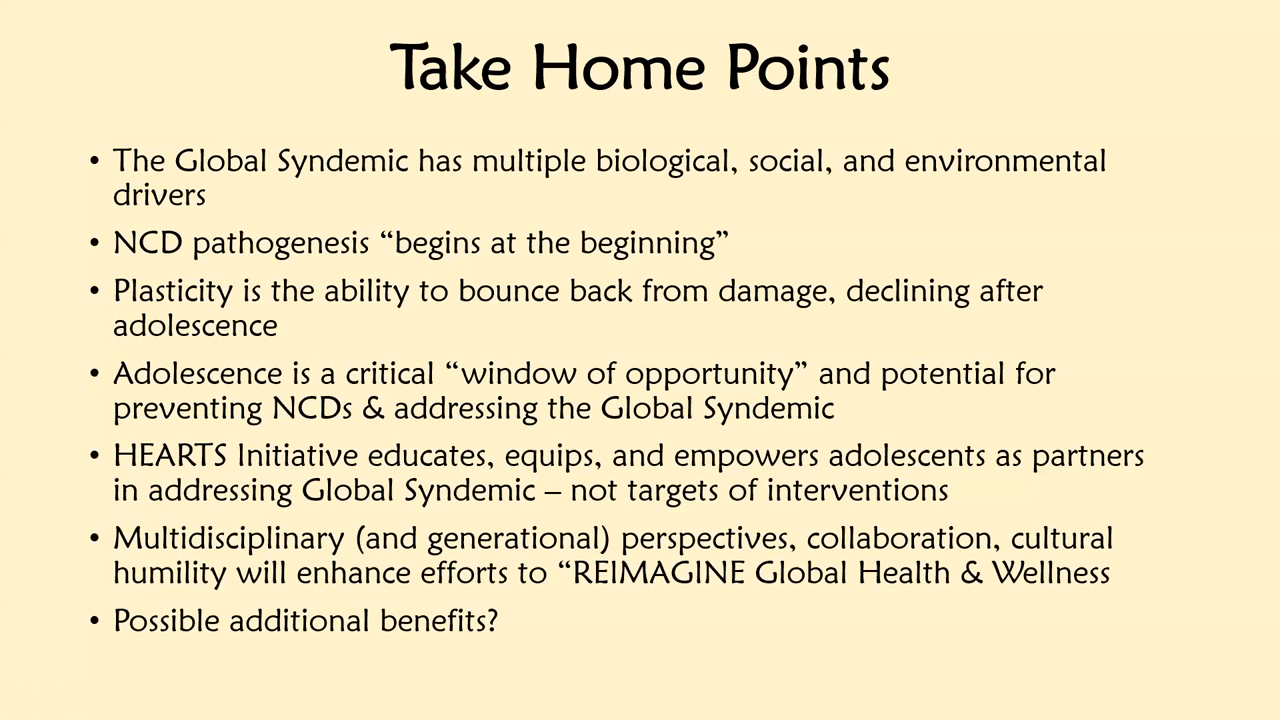 Take Home Points
• The Global Syndemic has multiple biological, social, and environmental
drivers
• NCD pathogenesis “begins at the beginning”
• Plasticity is the ability to bounce back from damage, declining after
adolescence
• Adolescence is a critical “window of opportunity” and potential for
preventing NCDs & addressing the Global Syndemic
• HEARTS Initiative educates, equips, and empowers adolescents as partners
in addressing Global Syndemic – not targets of interventions
• Multidisciplinary (and generational) perspectives, collaboration, cultural
humility will enhance efforts to “REIMAGINE Global Health & Wellness
• Possible additional benefits?